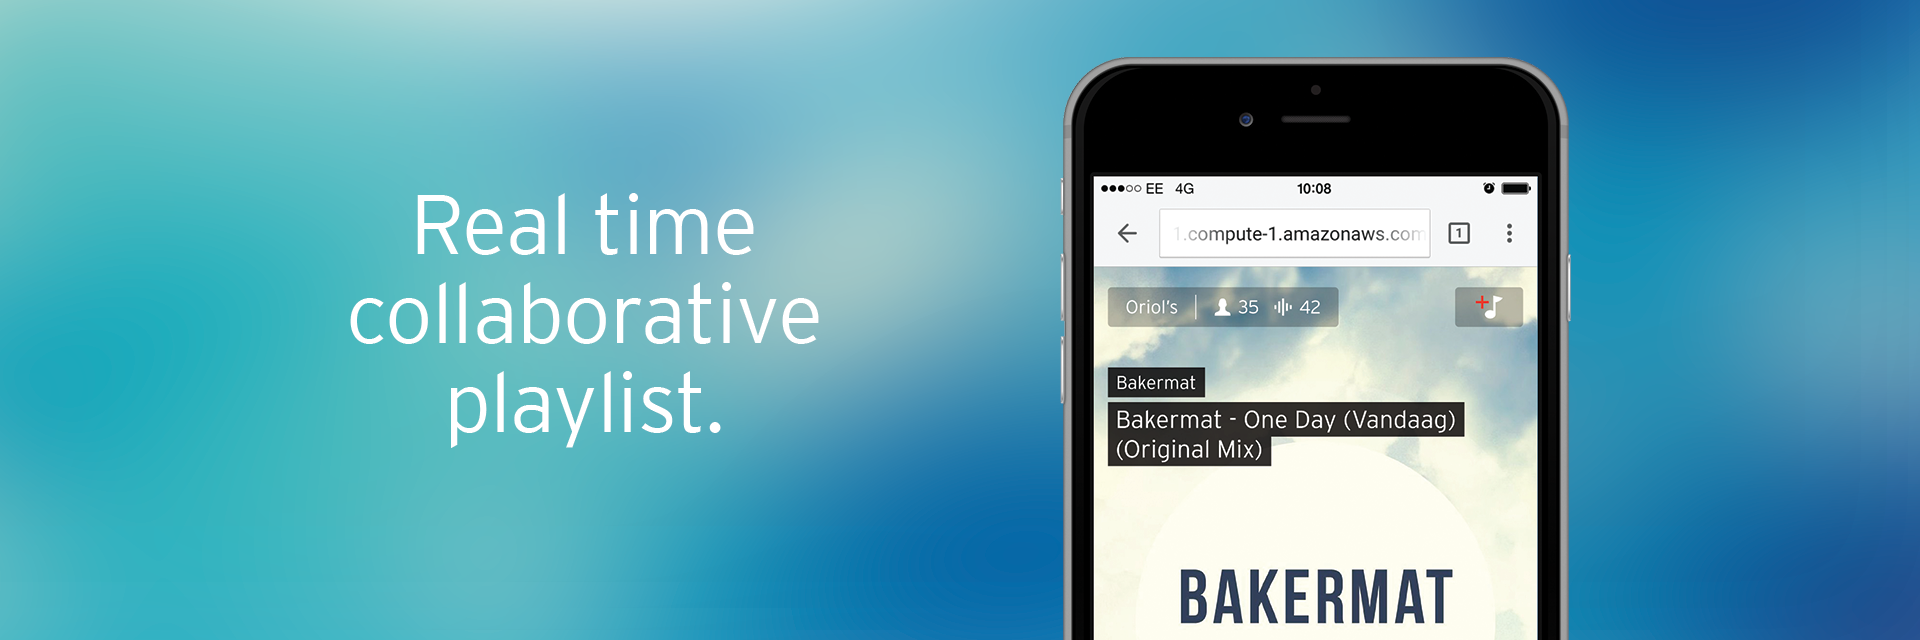 Real time
collaborative
playlist.
EE 4G 10:08
1.compute-1.amazonaws.com
1
Oriol's 35 42
Bakermat
Bakermat - One Day (Vandaag)
(Original Mix)
BAKERMAT